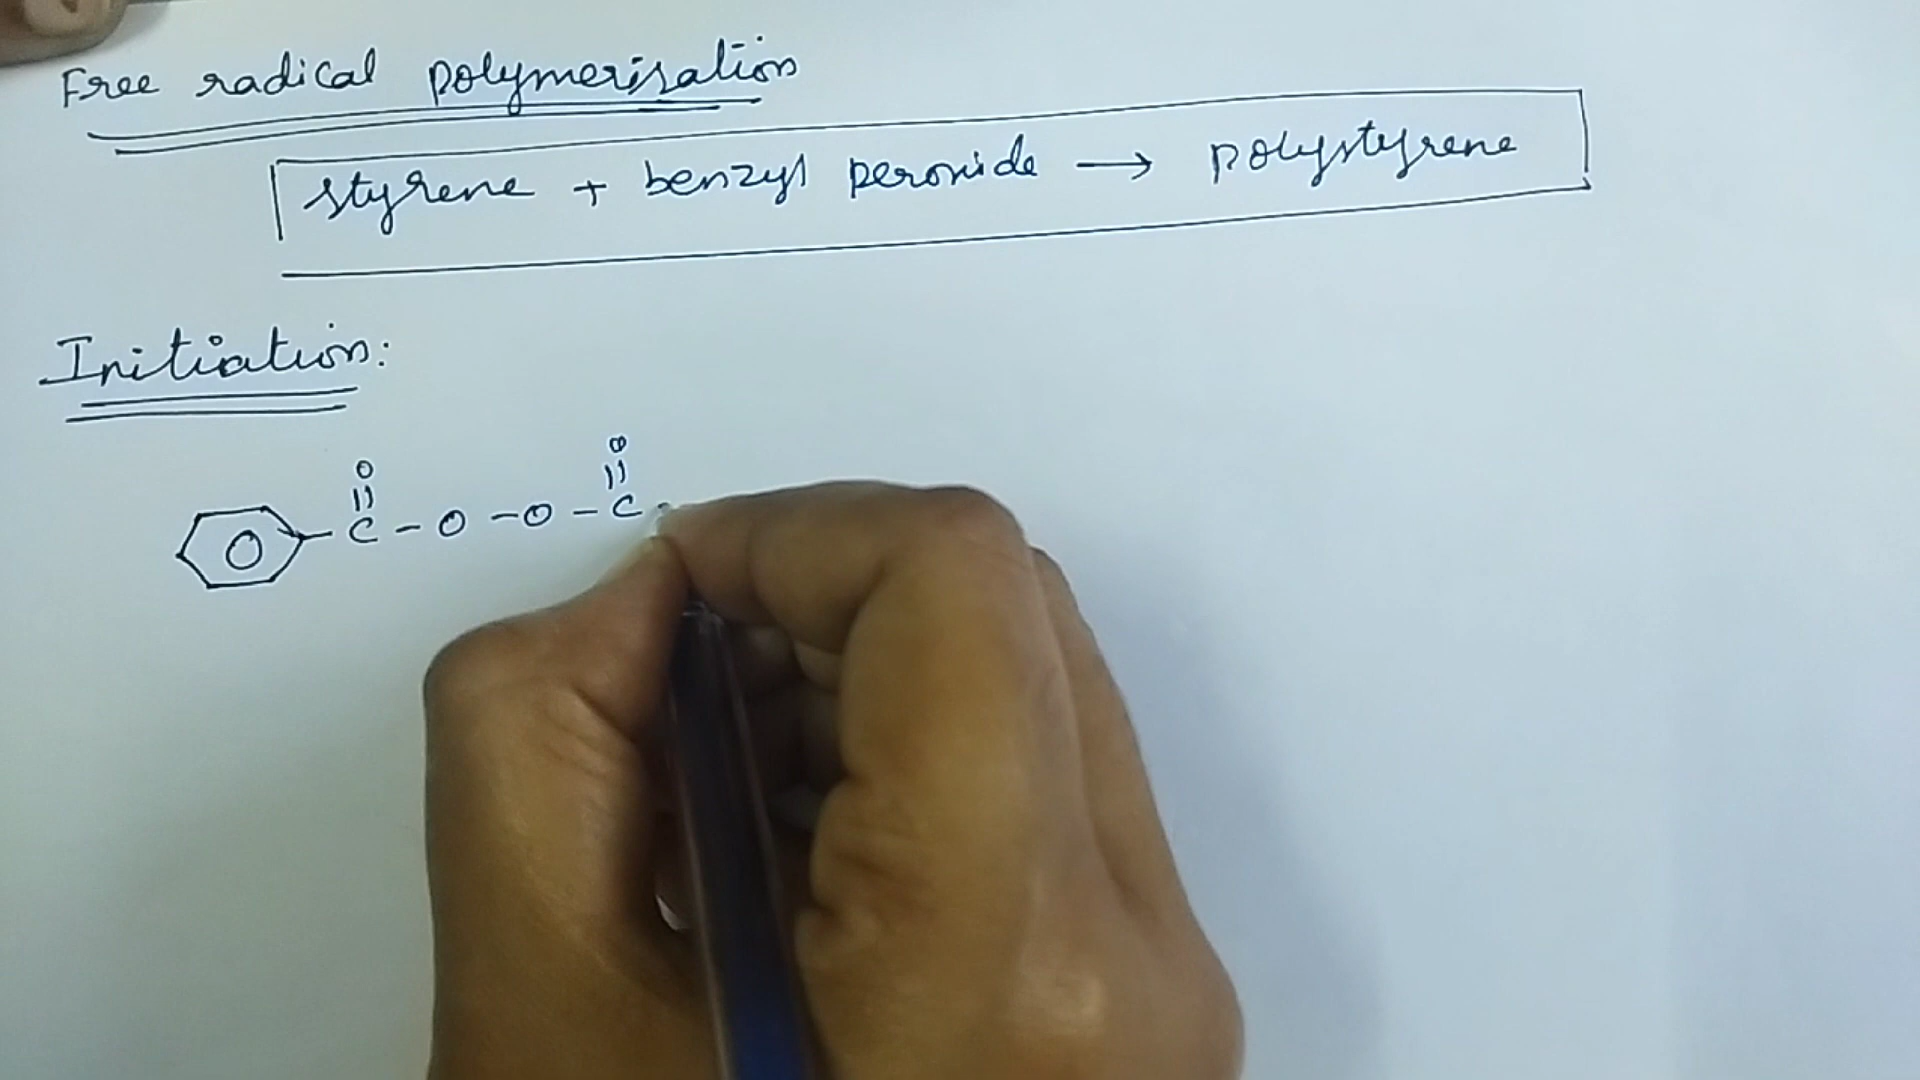 Free radical polymerisation
styrene + benzyl peroxide → polystyrene
Initiation:
O O
|| ||
C - O - O - C -